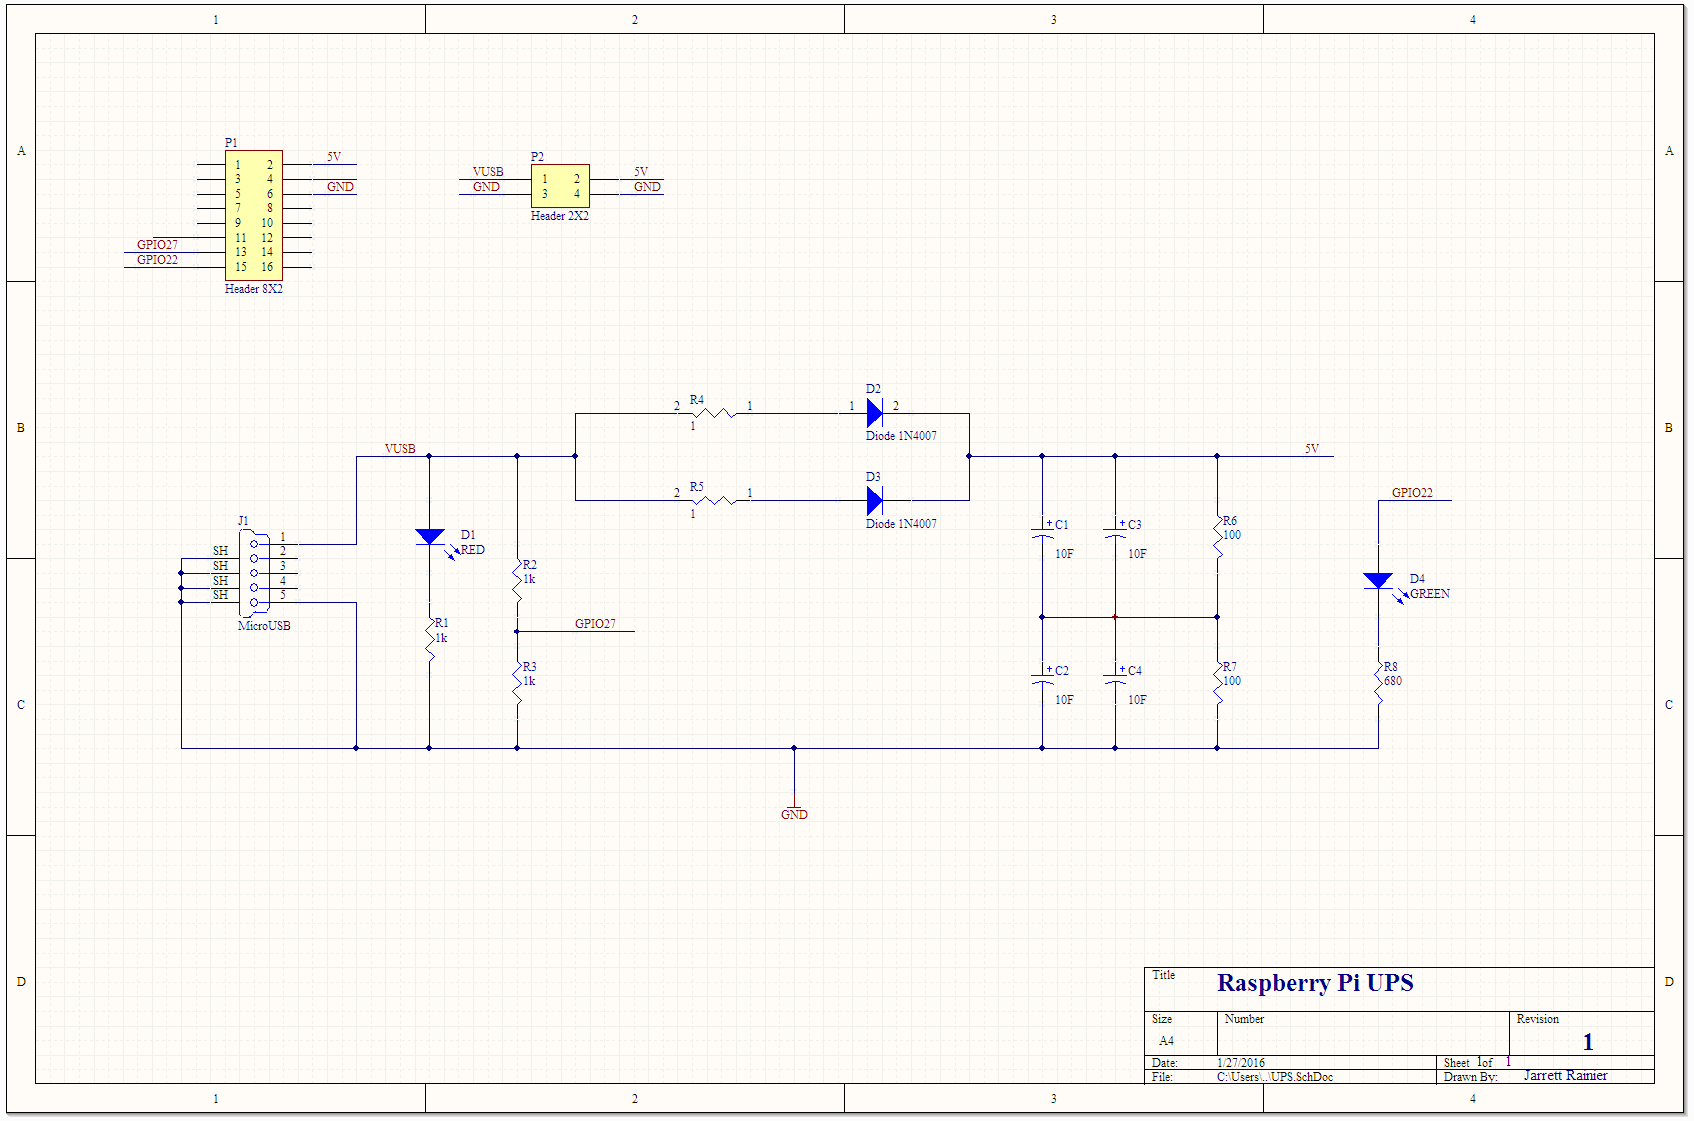 1 2 3 4
A A
P1
1 2 5V
3 4
5 6 GND
7 8
9 10
11 12
GPIO27 13 14
GPIO22 15 16
Header 8X2
P2
VUSB 1 2 5V
GND 3 4 GND
Header 2X2
B B
D2
2 R4 1 1 2
1
Diode 1N4007
VUSB 5V
D3
2 R5 1
1
Diode 1N4007
GPIO22
J1
1
SH 2
SH 3
SH 4
SH 5
MicroUSB
D1
RED
R2
1k
R1
1k
GPIO27
R3
1k
+ C1
10F
+ C3
10F
R6
100
+ C2
10F
+ C4
10F
R7
100
D4
GREEN
R8
680
C C
GND
D D
Title Raspberry Pi UPS
Size Number Revision
A4 1
Date: 1/27/2016 Sheet 1 of 1
File: C:\Users\..\UPS.SchDoc Drawn By: Jarrett Rainier
1 2 3 4